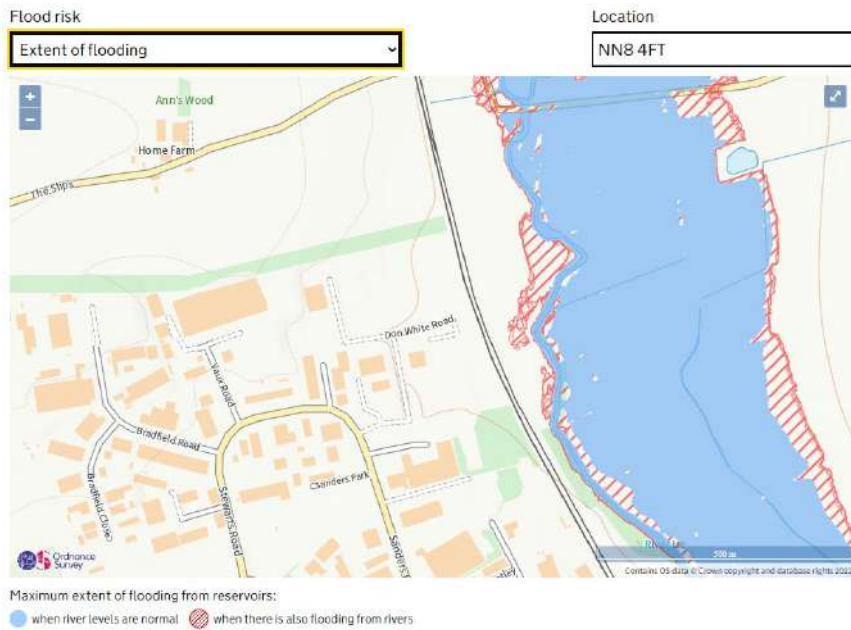 Flood risk
Location
Extent of flooding
NN8 4FT
+
−
Ann's Wood
Home Farm
The Slips
Don White Road
Vaux Road
Bradfield Road
Bradfield Close
Stewarts Road
Sanders Park
Sanders
500 m
Ordnance
Survey
Contains OS data © Crown copyright and database rights 2022
Maximum extent of flooding from reservoirs:
when river levels are normal
when there is also flooding from rivers